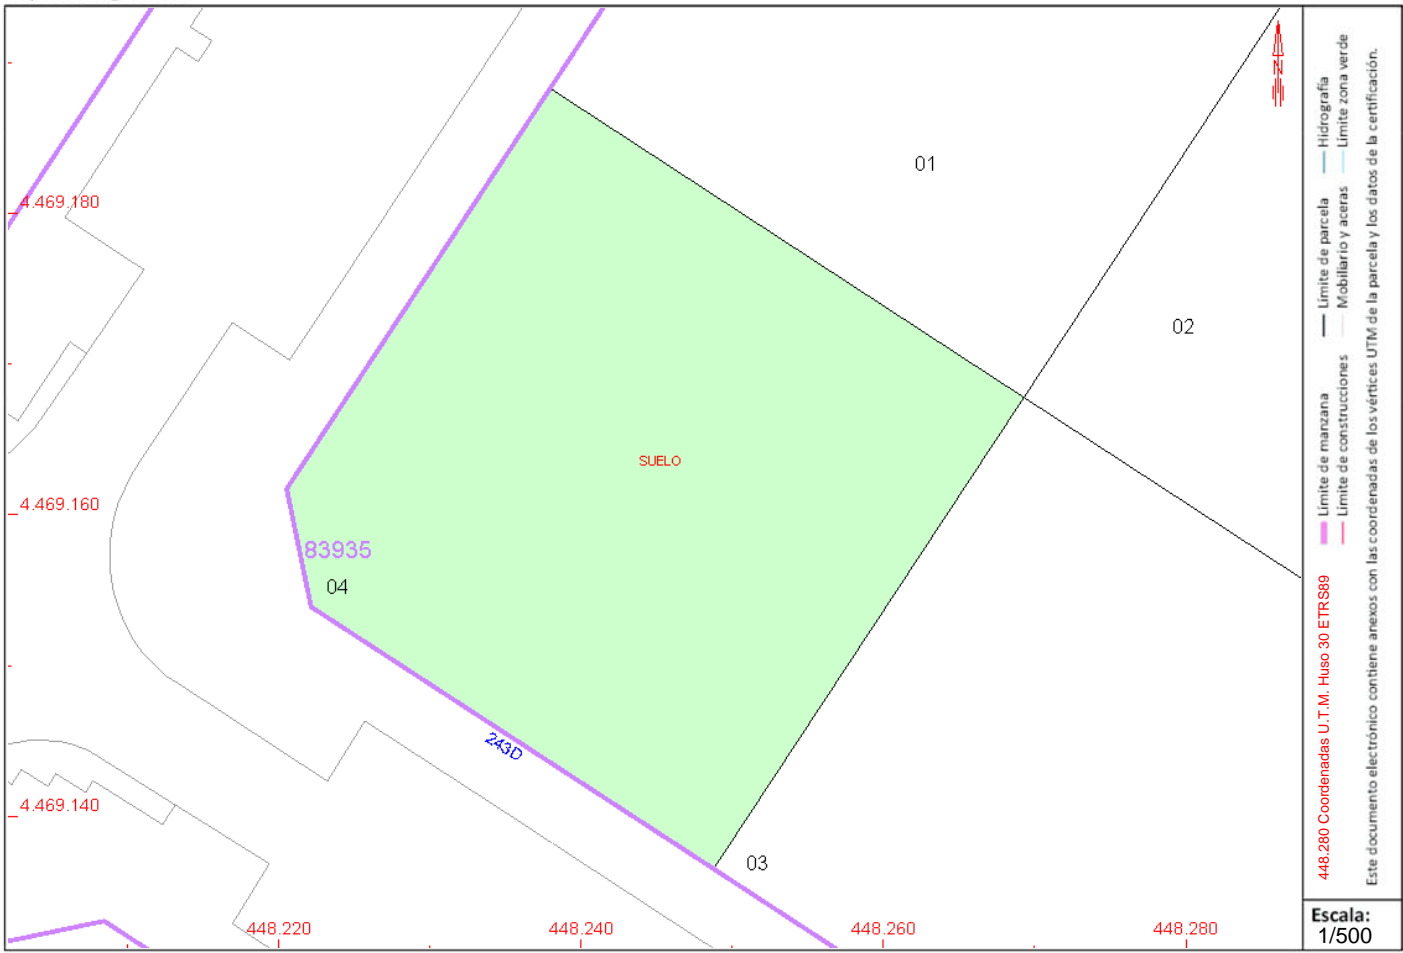 N
01
4.469.180
02
SUELO
4.469.160
83935
04
243D
4.469.140
03
448.220
448.240
448.260
448.280
448.280 Coordenadas U.T.M. Huso 30 ETRS89
Límite de manzana
Límite de parcela
Hidrografía
Límite de construcciones
Mobiliario y aceras
Límite zona verde
Este documento electrónico contiene anexos con las coordenadas de los vértices UTM de la parcela y los datos de la certificación.
Escala:
1/500